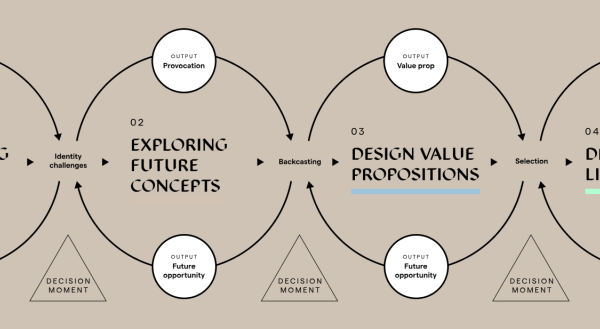 G
Identity
challenges
DECISION
MOMENT
OUTPUT
Provocation
02
EXPLORING
FUTURE
CONCEPTS
OUTPUT
Future
opportunity
Backcasting
DECISION
MOMENT
OUTPUT
Value prop
03
DESIGN VALUE
PROPOSITIONS
OUTPUT
Future
opportunity
Selection
DECISION
MOMENT
04
LI